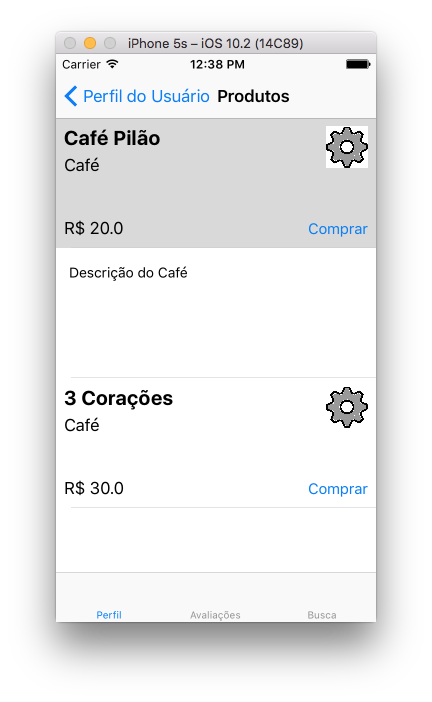 iPhone 5s – iOS 10.2 (14C89)
Carrier 12:38 PM
Perfil do Usuário Produtos
Café Pilão
Café
R$ 20.0 Comprar
Descrição do Café
3 Corações
Café
R$ 30.0 Comprar
Perfil Avaliações Busca